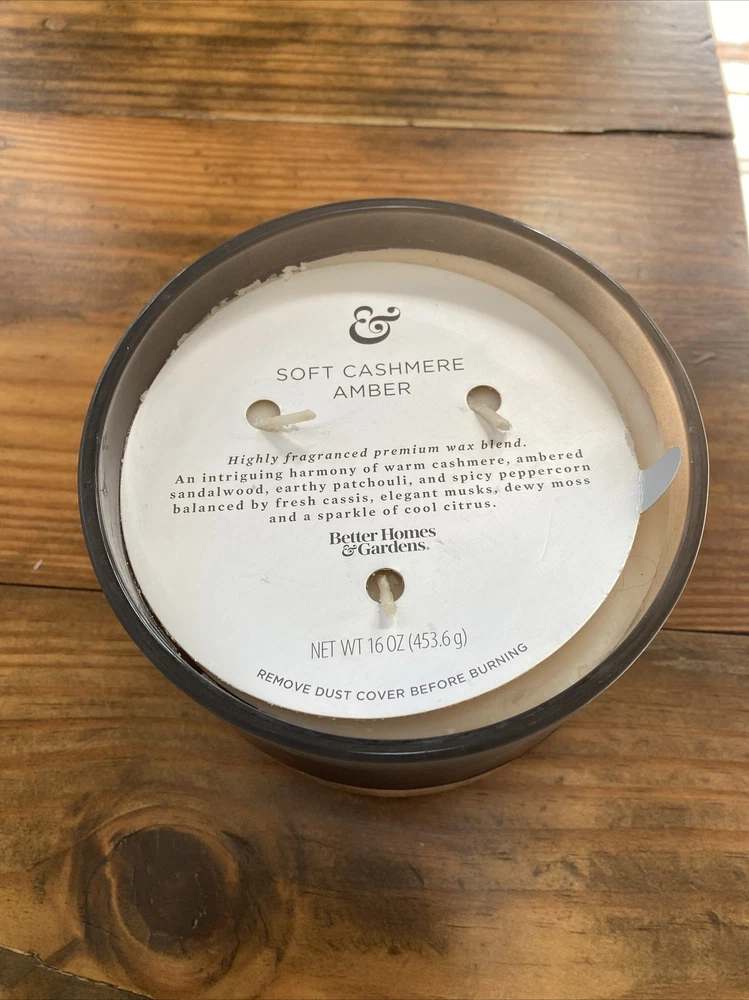 &
SOFT CASHMERE
AMBER
Highly fragranced premium wax blend.
An intriguing harmony of warm cashmere, ambered
sandalwood, earthy patchouli, and spicy peppercorn
balanced by fresh cassis, elegant musks, dewy moss
and a sparkle of cool citrus.
Better Homes
&Gardens®
NET WT 16 OZ (453.6 g)
REMOVE DUST COVER BEFORE BURNING